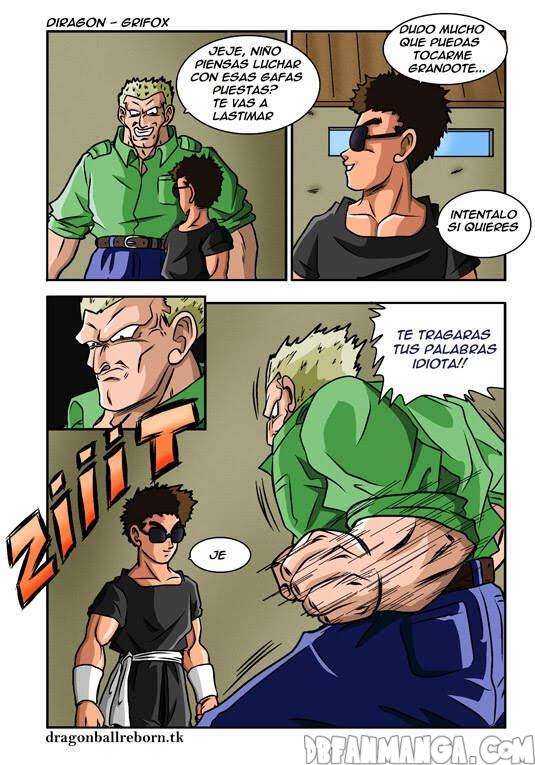 DIRAGON - GRIFOX
JEJE, NIÑO
PIENSAS LUCHAR
CON ESAS GAFAS
PUESTAS?
TE VAS A
LASTIMAR
DUDO MUCHO
QUE PUEDAS
TOCARME
GRANDOTE...
INTENTALO
SI QUIERES
TE TRAGARAS
TUS PALABRAS
IDIOTA!!
ZiiiT
JE
dragonballreborn.tk
DBFANMANGA.COM